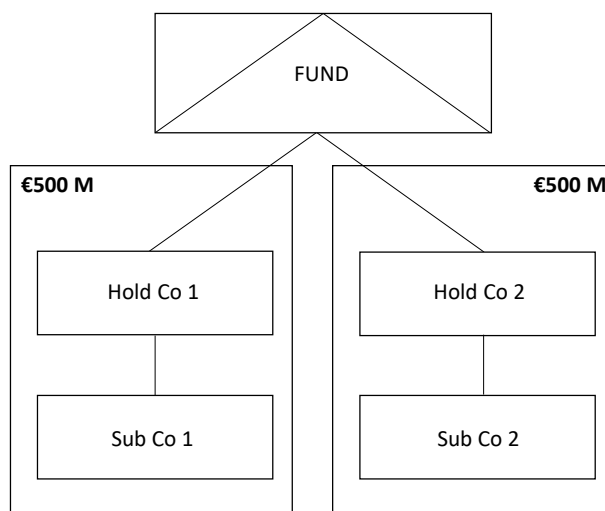 FUND
€500 M
€500 M
Hold Co 1
Hold Co 2
Sub Co 1
Sub Co 2